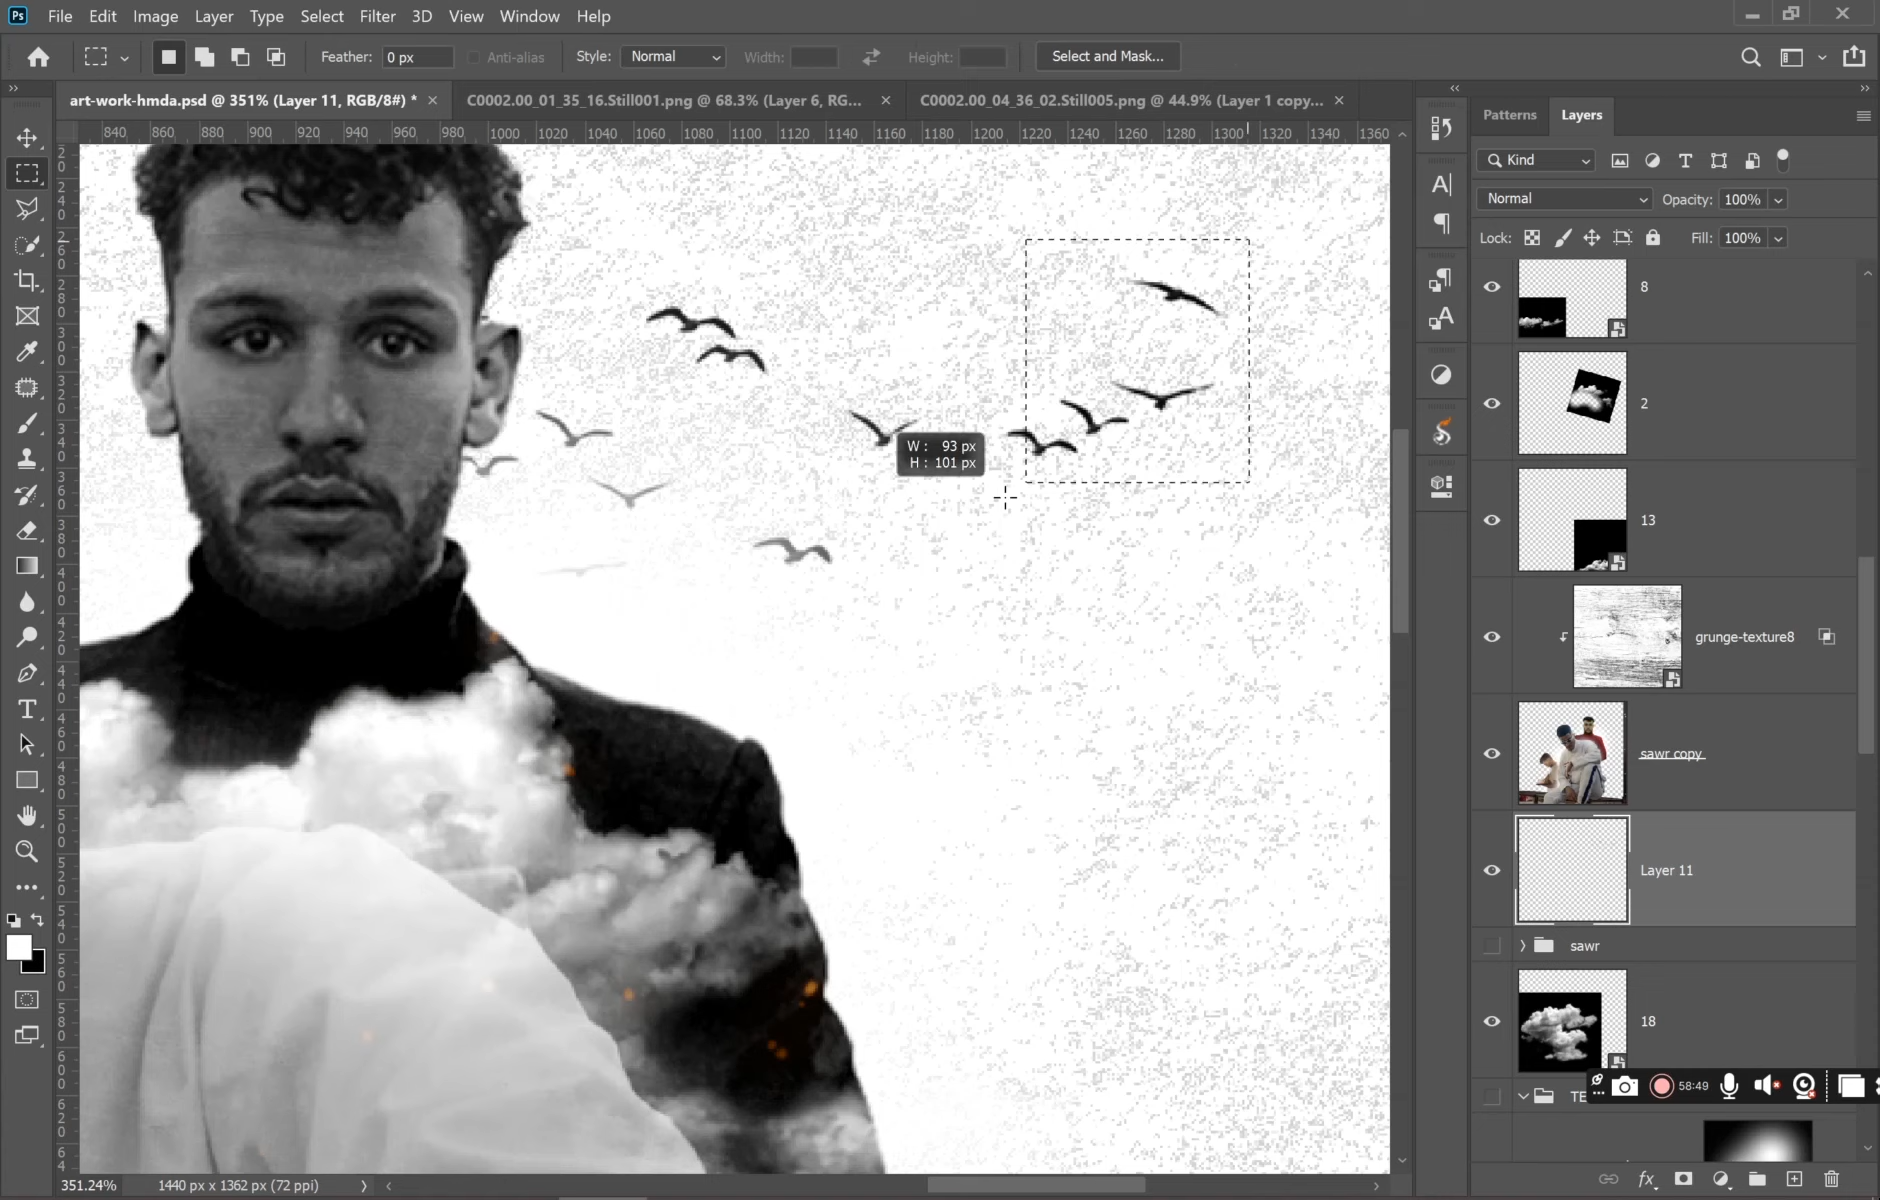 Ps File Edit Image Layer Type Select Filter 3D View Window Help
Feather: 0 px Anti-alias Style: Normal Width: Height: Select and Mask...
art-work-hmda.psd @ 351% (Layer 11, RGB/8#) * × C0002.00_01_35_16.Still001.png @ 68.3% (Layer 6, RG... × C0002.00_04_36_02.Still005.png @ 44.9% (Layer 1 copy... ×
840 860 880 900 920 940 960 980 1000 1020 1040 1060 1080 1100 1120 1140 1160 1180 1200 1220 1240 1260 1280 1300 1320 1340 1360
Patterns Layers
Kind
Normal Opacity: 100%
Lock: Fill: 100%
8
2
W : 93 px
H : 101 px
13
grunge-texture8
sawr copy
Layer 11
sawr
18
58:49
TE
351.24% 1440 px x 1362 px (72 ppi)